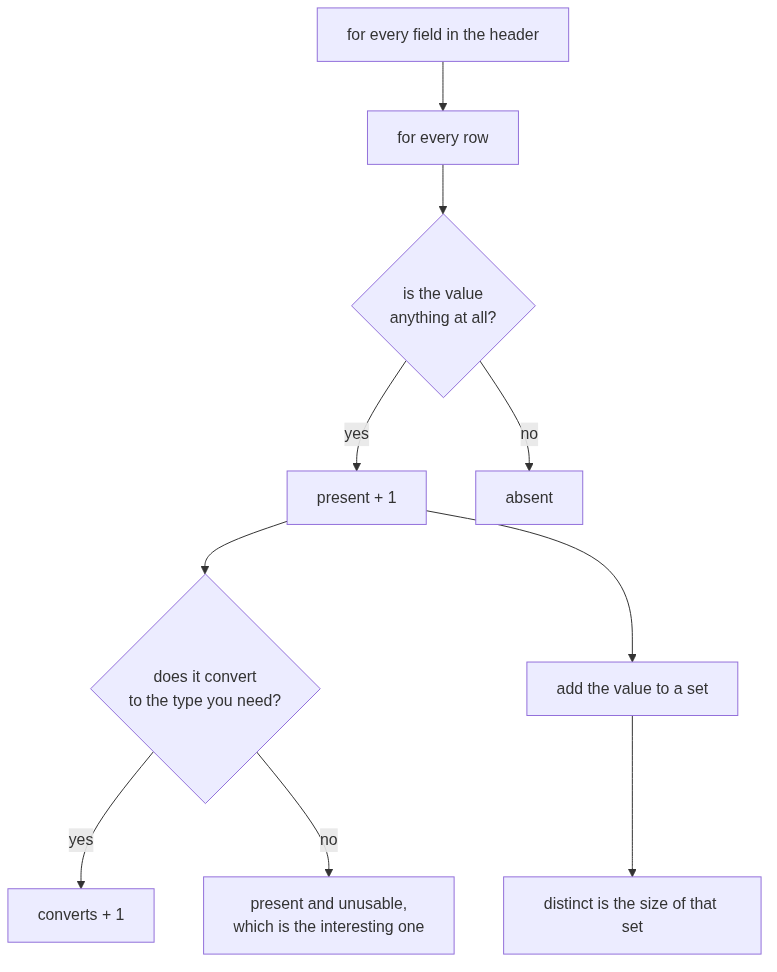 for every field in the header
for every row
is the value
anything at all?
yes
no
present + 1
absent
does it convert
to the type you need?
add the value to a set
yes
no
converts + 1
present and unusable,
which is the interesting one
distinct is the size of that
set